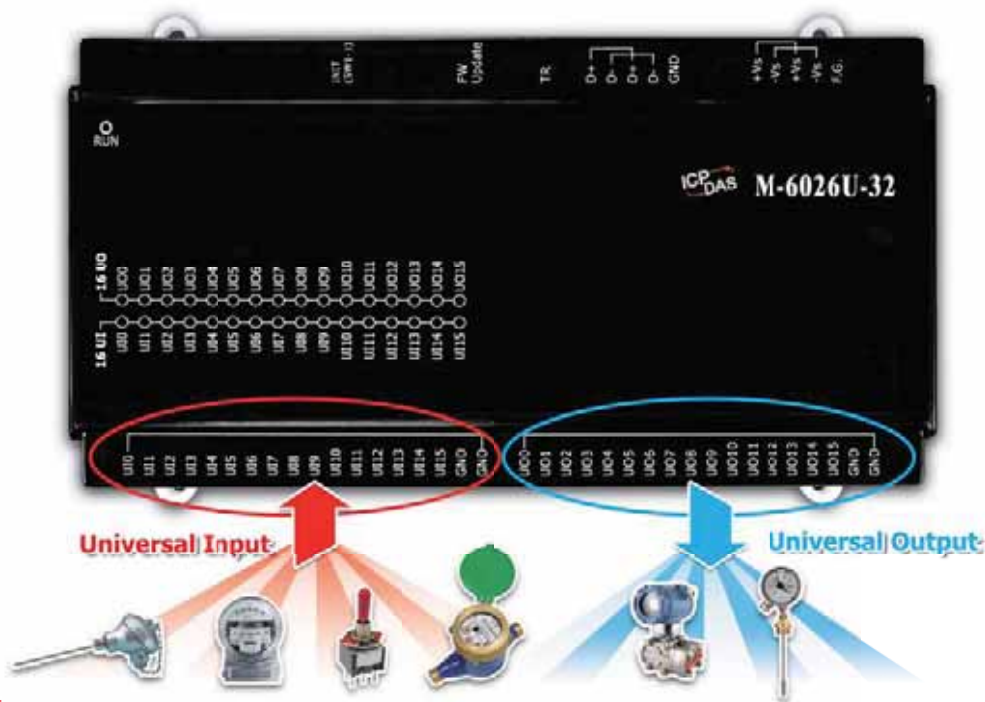 INIT
(SW8-1)
FW
Update
TR
D+
D-
D+
D-
GND
+Vs
-Vs
+Vs
-Vs
F.G.
RUN
ICP DAS
M-6026U-32
16 UO
UO0
UO1
UO2
UO3
UO4
UO5
UO6
UO7
UO8
UO9
UO10
UO11
UO12
UO13
UO14
UO15
16 UI
UI0
UI1
UI2
UI3
UI4
UI5
UI6
UI7
UI8
UI9
UI10
UI11
UI12
UI13
UI14
UI15
UI0
UI1
UI2
UI3
UI4
UI5
UI6
UI7
UI8
UI9
UI10
UI11
UI12
UI13
UI14
UI15
GND
GND
UO0
UO1
UO2
UO3
UO4
UO5
UO6
UO7
UO8
UO9
UO10
UO11
UO12
UO13
UO14
UO15
GND
GND
Universal Input
Universal Output